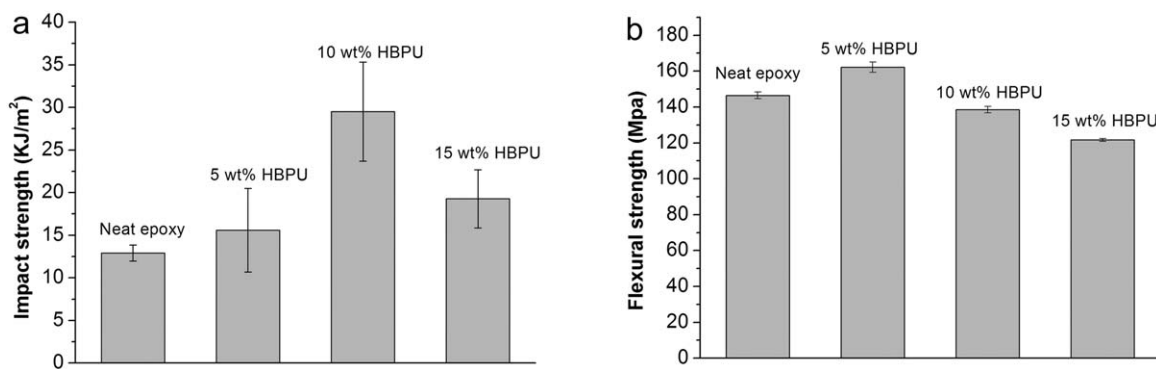 a
Impact strength (KJ/m²)
40
35
30
25
20
15
10
5
0
Neat epoxy
5 wt% HBPU
10 wt% HBPU
15 wt% HBPU
b
Flexural strength (Mpa)
180
160
140
120
100
80
60
40
20
0
Neat epoxy
5 wt% HBPU
10 wt% HBPU
15 wt% HBPU